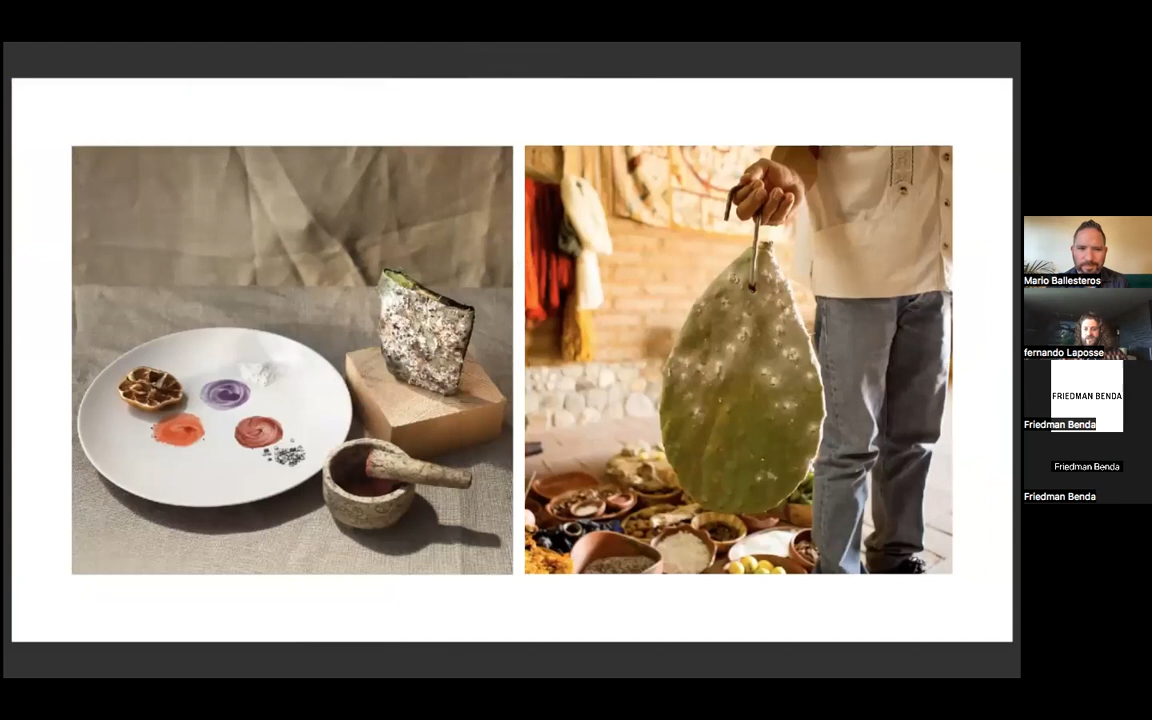 Mario Ballesteros
fernando Laposse
FRIEDMAN BENDA
Friedman Benda
Friedman Benda
Friedman Benda